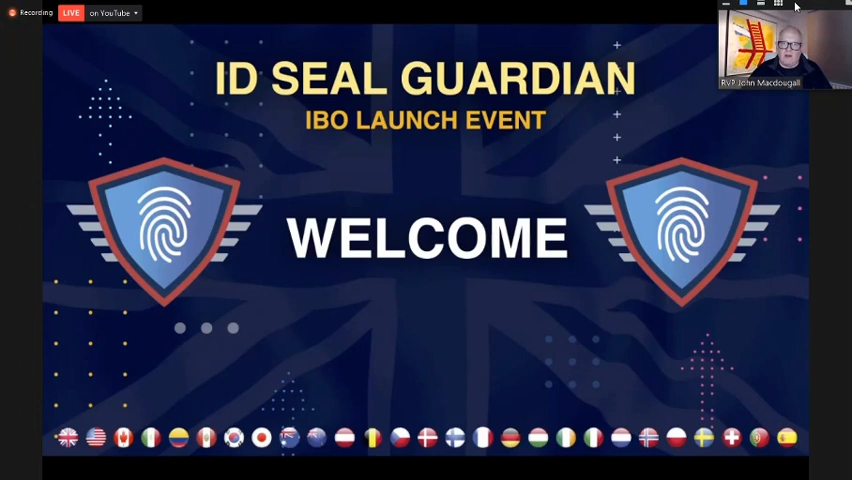 Recording
LIVE
on YouTube
RVP John Macdougall
ID SEAL GUARDIAN
IBO LAUNCH EVENT
WELCOME